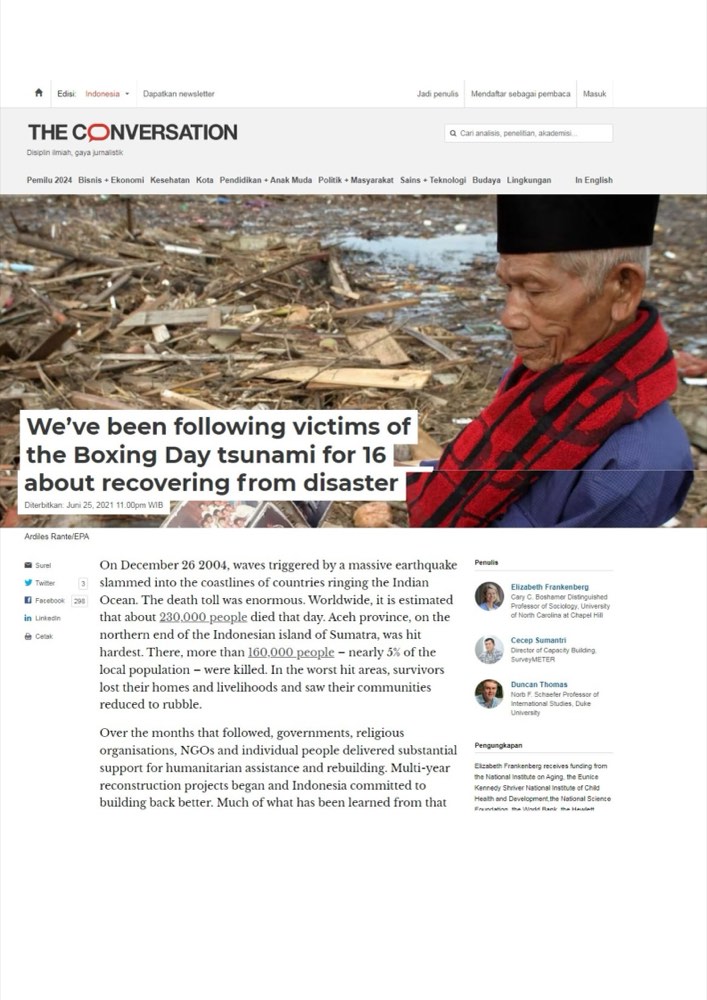 Edisi: Indonesia Dapatkan newsletter Jadi penulis Mendaftar sebagai pembaca Masuk
THE CONVERSATION
Cari analisis, penelitian, akademisi...
Disiplin ilmiah, gaya jurnalistik
Pemilu 2024 Bisnis + Ekonomi Kesehatan Kota Pendidikan + Anak Muda Politik + Masyarakat Sains + Teknologi Budaya Lingkungan In English
We've been following victims of
the Boxing Day tsunami for 16
about recovering from disaster
Diterbitkan: Juni 25, 2021 11.00pm WIB
Ardiles Rante/EPA
Surel
Twitter 3
Facebook 298
LinkedIn
Cetak
On December 26 2004, waves triggered by a massive earthquake
slammed into the coastlines of countries ringing the Indian
Ocean. The death toll was enormous. Worldwide, it is estimated
that about 230,000 people died that day. Aceh province, on the
northern end of the Indonesian island of Sumatra, was hit
hardest. There, more than 160,000 people – nearly 5% of the
local population – were killed. In the worst hit areas, survivors
lost their homes and livelihoods and saw their communities
reduced to rubble.
Over the months that followed, governments, religious
organisations, NGOs and individual people delivered substantial
support for humanitarian assistance and rebuilding. Multi-year
reconstruction projects began and Indonesia committed to
building back better. Much of what has been learned from that
Penulis
Elizabeth Frankenberg
Cary C. Boshamer Distinguished
Professor of Sociology, University
of North Carolina at Chapel Hill
Cecep Sumantri
Director of Capacity Building,
SurveyMETER
Duncan Thomas
Norb F. Schaefer Professor of
International Studies, Duke
University
Pengungkapan
Elizabeth Frankenberg receives funding from
the National Institute on Aging, the Eunice
Kennedy Shriver National Institute of Child
Health and Development,the National Science
Foundation, the World Bank, the Hewlett